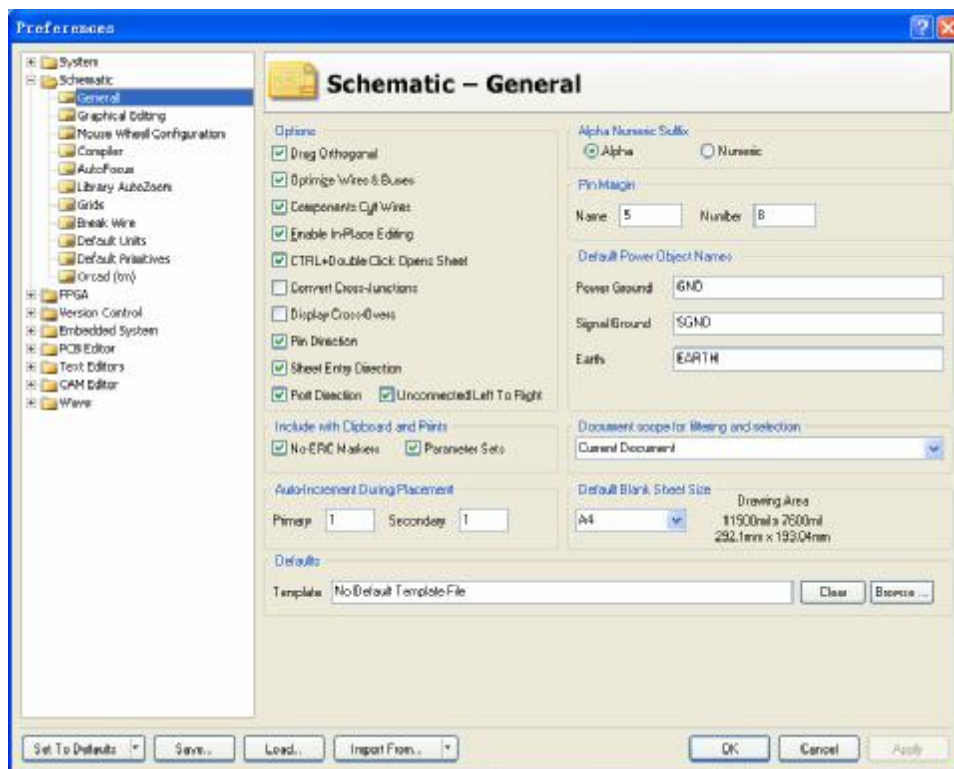 Preferences
System
Schematic
General
Graphical Editing
Mouse Wheel Configuration
Compiler
AutoFocus
Library AutoZoom
Grids
Break Wire
Default Units
Default Primitives
Orcad (tm)
FPGA
Version Control
Embedded System
PCB Editor
Text Editors
CAM Editor
Wave
Schematic – General
Options
Drag Orthogonal
Optimize Wires & Buses
Components Cut Wires
Enable In-Place Editing
CTRL+Double Click Opens Sheet
Convert Cross-Junctions
Display Cross-Overs
Pin Direction
Sheet Entry Direction
Port Direction Unconnected Left To Right
Alpha Numeric Suffix
Alpha Numeric
Pin Margin
Name 5 Number 8
Default Power Object Names
Power Ground GND
Signal Ground SGND
Earth EARTH
Include with Clipboard and Prints
No-ERC Markers Parameter Sets
Document scope for filtering and selection
Current Document
Auto-Increment During Placement
Primary 1 Secondary 1
Default Blank Sheet Size
A4
Drawing Area
11500mil x 7600mil
292.1mm x 193.04mm
Defaults
Template No Default Template File Clear Browse ...
Set To Defaults Save.. Load.. Import From.. OK Cancel Apply